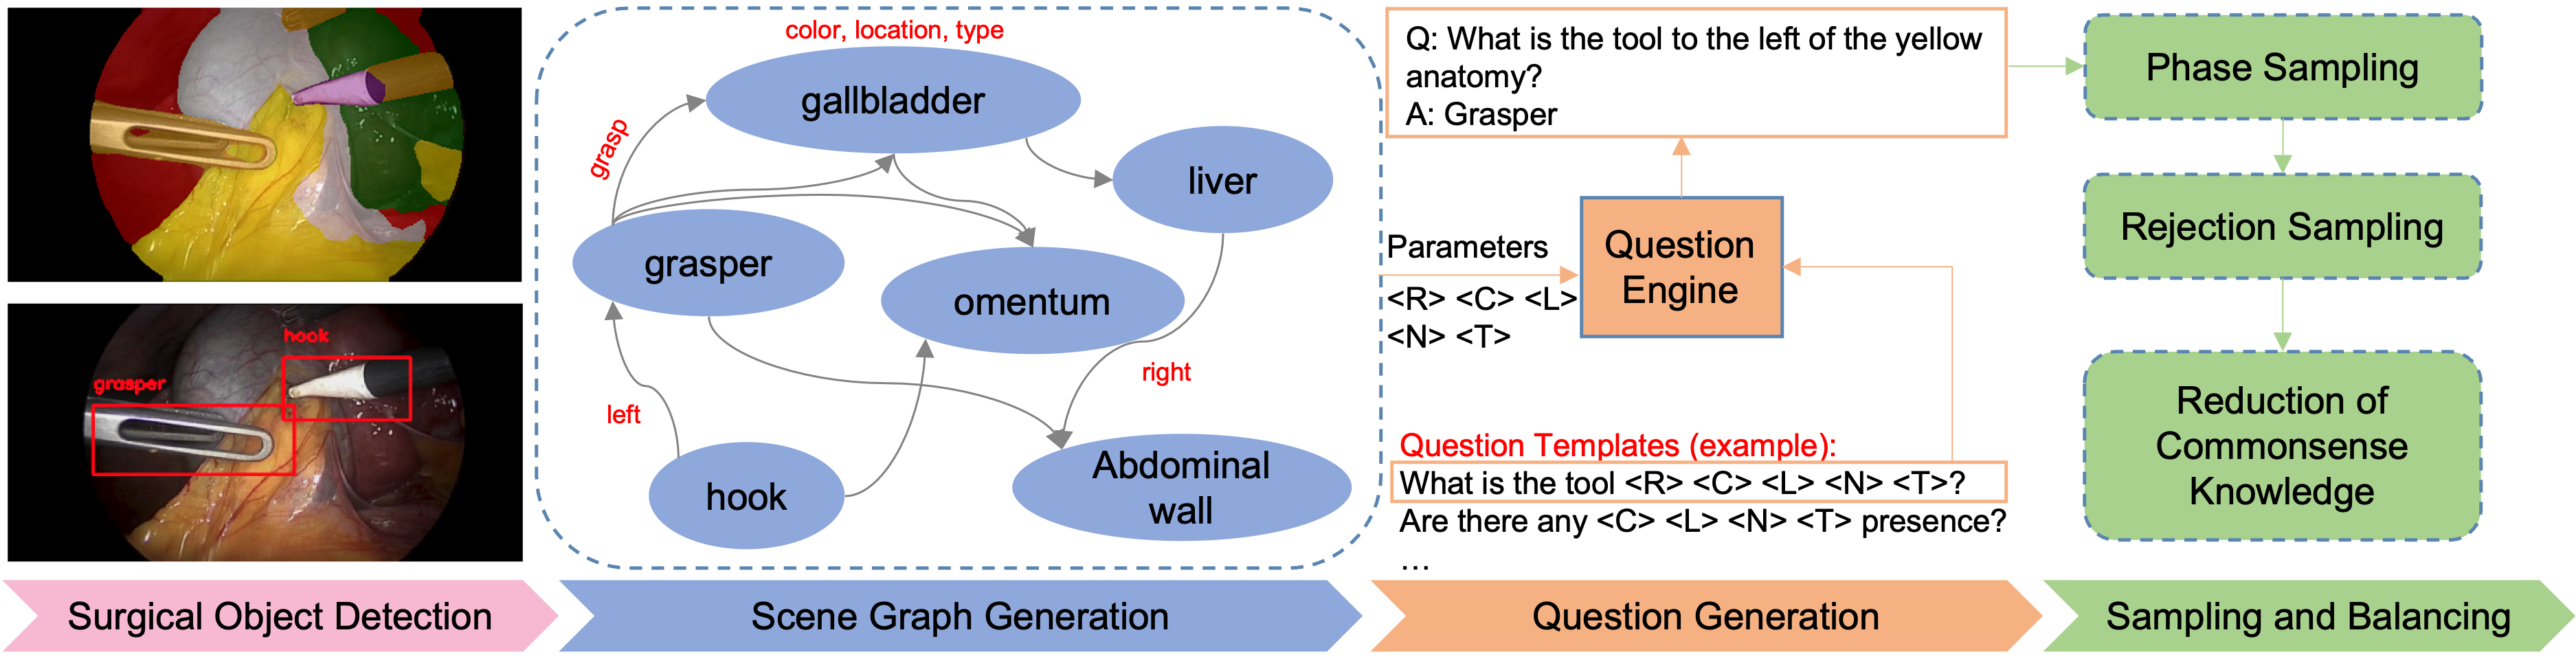 hook
grasper
color, location, type
gallbladder
grasp
liver
grasper
omentum
right
left
hook
Abdominal
wall
Q: What is the tool to the left of the yellow
anatomy?
A: Grasper
Parameters
<R> <C> <L>
<N> <T>
Question
Engine
Question Templates (example):
What is the tool <R> <C> <L> <N> <T>?
Are there any <C> <L> <N> <T> presence?
...
Phase Sampling
Rejection Sampling
Reduction of
Commonsense
Knowledge
Surgical Object Detection
Scene Graph Generation
Question Generation
Sampling and Balancing